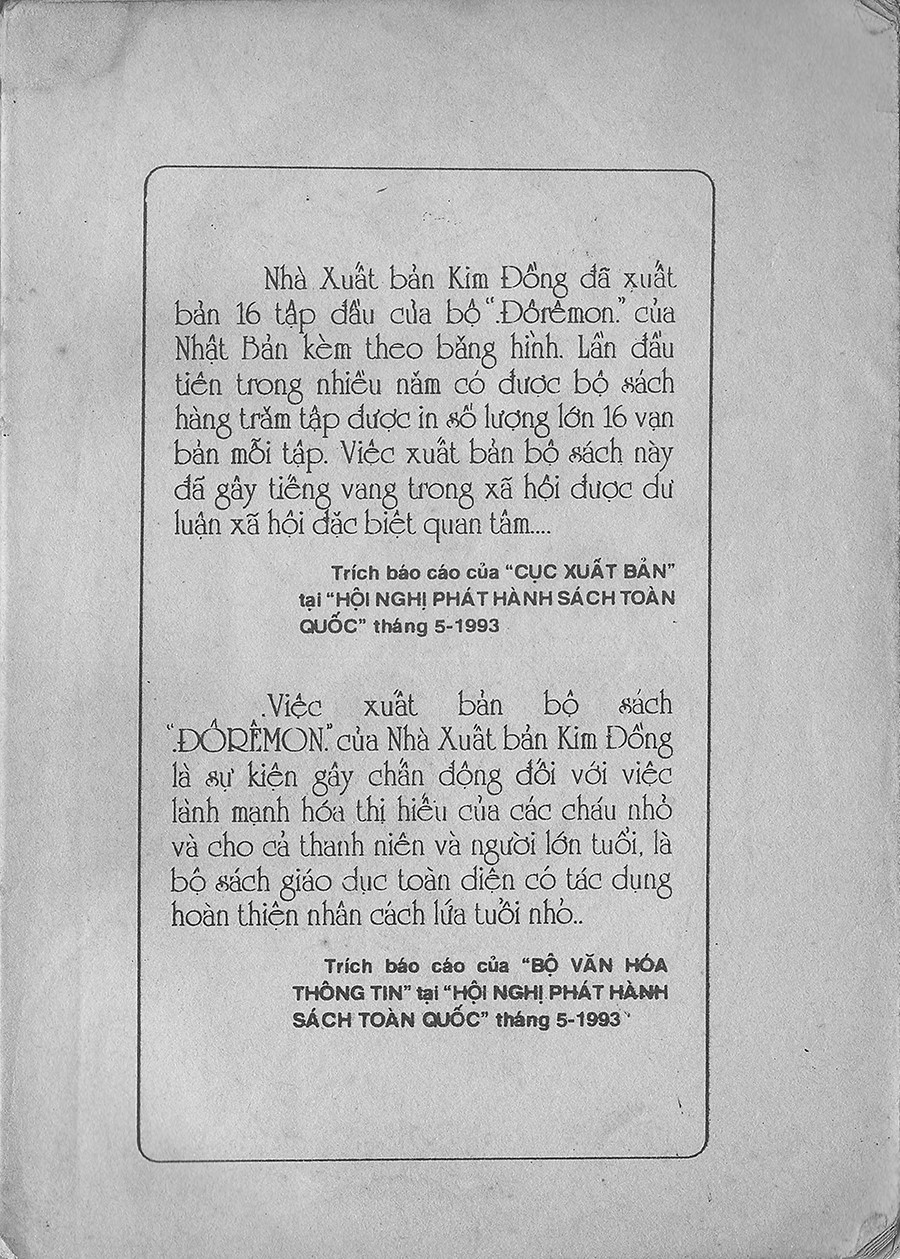 Nhà Xuất bản Kim Đồng đã xuất
bản 16 tập đầu của bộ “.Đôrêmon.” của
Nhật Bản kèm theo băng hình. Lần đầu
tiên trong nhiều năm có được bộ sách
hàng trăm tập được in số lượng lớn 16 vạn
bản mỗi tập. Việc xuất bản bộ sách này
đã gây tiếng vang trong xã hội được dư
luận xã hội đặc biệt quan tâm....
Trích báo cáo của “CỤC XUẤT BẢN”
tại “HỘI NGHỊ PHÁT HÀNH SÁCH TOÀN
QUỐC” tháng 5-1993
.Việc xuất bản bộ sách
“.ĐÔRÊMON.” của Nhà Xuất bản Kim Đồng
là sự kiện gây chấn động đối với việc
lành mạnh hóa thị hiếu của các cháu nhỏ
và cho cả thanh niên và người lớn tuổi, là
bộ sách giáo dục toàn diện có tác dụng
hoàn thiện nhân cách lứa tuổi nhỏ..
Trích báo cáo của “BỘ VĂN HÓA
THÔNG TIN” tại “HỘI NGHỊ PHÁT HÀNH
SÁCH TOÀN QUỐC” tháng 5-1993